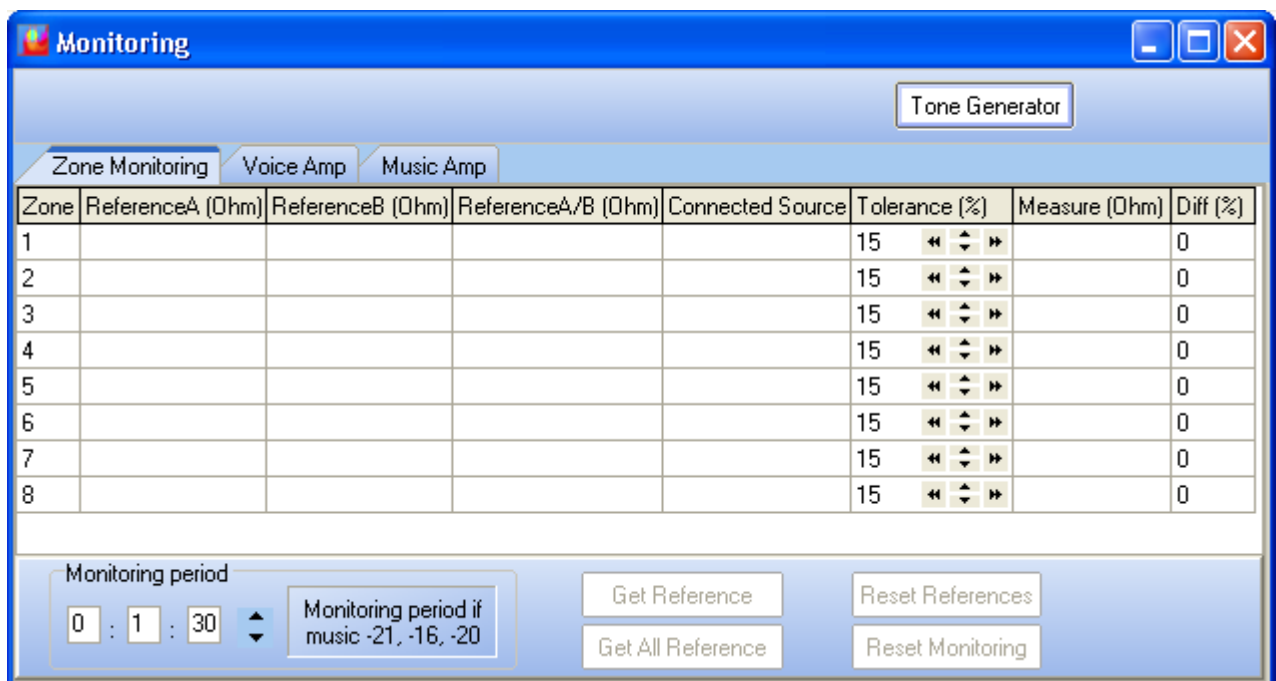 Monitoring
Tone Generator
Zone Monitoring Voice Amp Music Amp
Zone ReferenceA (Ohm) ReferenceB (Ohm) ReferenceA/B (Ohm) Connected Source Tolerance (%) Measure (Ohm) Diff (%)
1 15 0
2 15 0
3 15 0
4 15 0
5 15 0
6 15 0
7 15 0
8 15 0
Monitoring period
0 : 1 : 30
Monitoring period if
music -21, -16, -20
Get Reference Reset References
Get All Reference Reset Monitoring